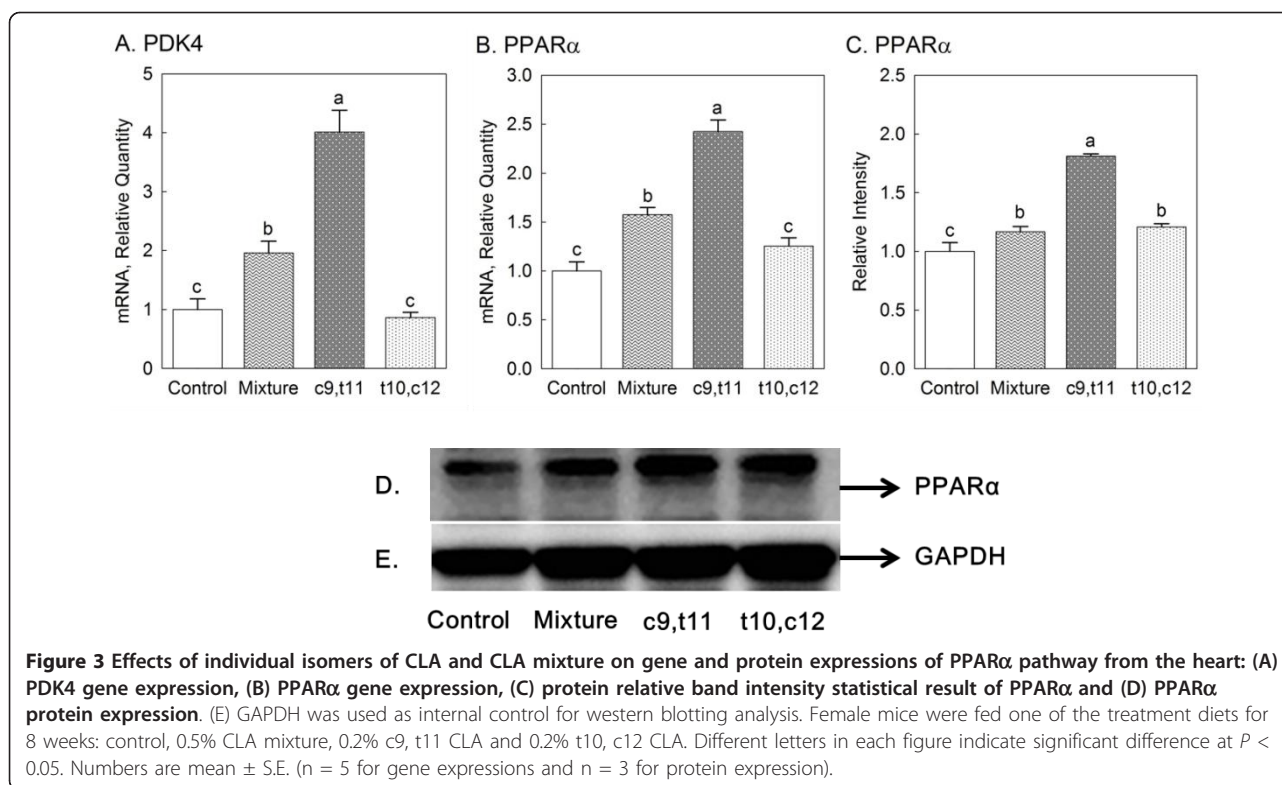 A. PDK4
B. PPARα
C. PPARα
mRNA, Relative Quantity
5
4
3
2
1
0
c
b
a
c
Control Mixture c9,t11 t10,c12
mRNA, Relative Quantity
3.0
2.5
2.0
1.5
1.0
0.5
0.0
c
b
a
c
Control Mixture c9,t11 t10,c12
Relative Intensity
2.0
1.5
1.0
0.5
0.0
c
b
a
b
Control Mixture c9,t11 t10,c12
D. PPARα
E. GAPDH
Control Mixture c9,t11 t10,c12
Figure 3 Effects of individual isomers of CLA and CLA mixture on gene and protein expressions of PPARα pathway from the heart: (A)
PDK4 gene expression, (B) PPARα gene expression, (C) protein relative band intensity statistical result of PPARα and (D) PPARα
protein expression. (E) GAPDH was used as internal control for western blotting analysis. Female mice were fed one of the treatment diets for
8 weeks: control, 0.5% CLA mixture, 0.2% c9, t11 CLA and 0.2% t10, c12 CLA. Different letters in each figure indicate significant difference at P <
0.05. Numbers are mean ± S.E. (n = 5 for gene expressions and n = 3 for protein expression).